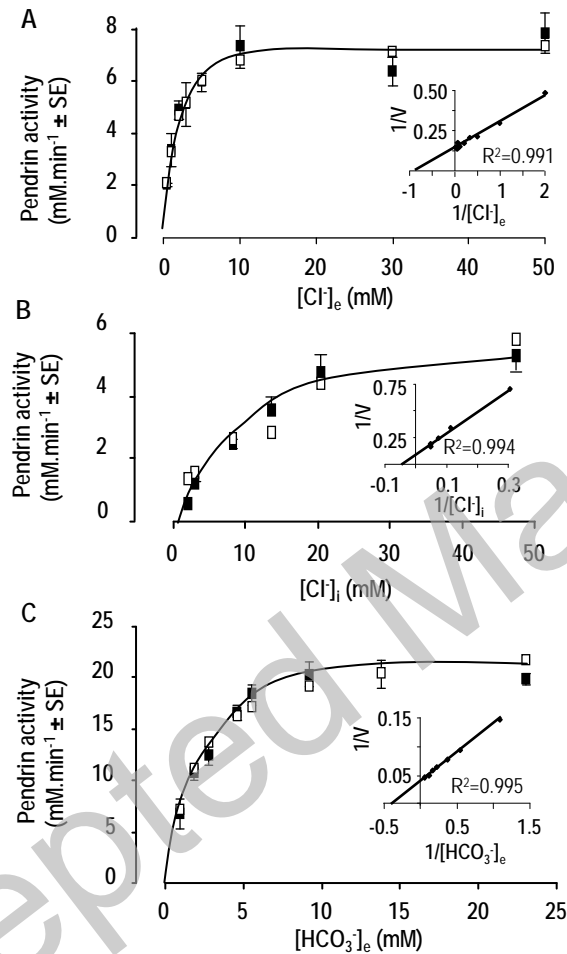 A
Pendrin activity
(mM.min⁻¹ ± SE)
8
6
4
2
0
0 10 20 30 40 50
[Cl⁻]e (mM)
1/V
0.50
0.25
R²=0.991
-1 0 1 2
1/[Cl⁻]e
B
Pendrin activity
(mM.min⁻¹ ± SE)
6
4
2
0
0 10 20 30 40 50
[Cl⁻]i (mM)
1/V
0.75
0.25
R²=0.994
-0.1 0.1 0.3
1/[Cl⁻]i
C
Pendrin activity
(mM.min⁻¹ ± SE)
25
20
15
10
5
0
0 5 10 15 20 25
[HCO₃⁻]e (mM)
1/V
0.15
0.05
R²=0.995
-0.5 0.5 1.5
1/[HCO₃⁻]e
epted Ma